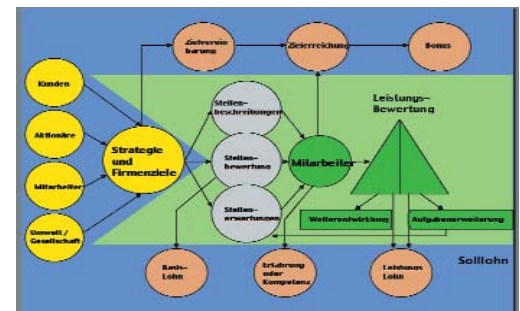 Zielverein
barung
Zielerreichung
Bonus
Kunden
Aktionäre
Mitarbeiter
Umwelt /
Gesellschaft
Strategie
und
Firmenziele
Stellen-
beschreibungen
Stellen-
bewertung
Stellen-
erwartungen
Mitarbeiter
Leistungs-
Bewertung
Weiterentwicklung
Aufgabenerweiterung
Basis-
Lohn
Erfahrung
oder
Kompetenz
Leistungs
Lohn
Solllohn